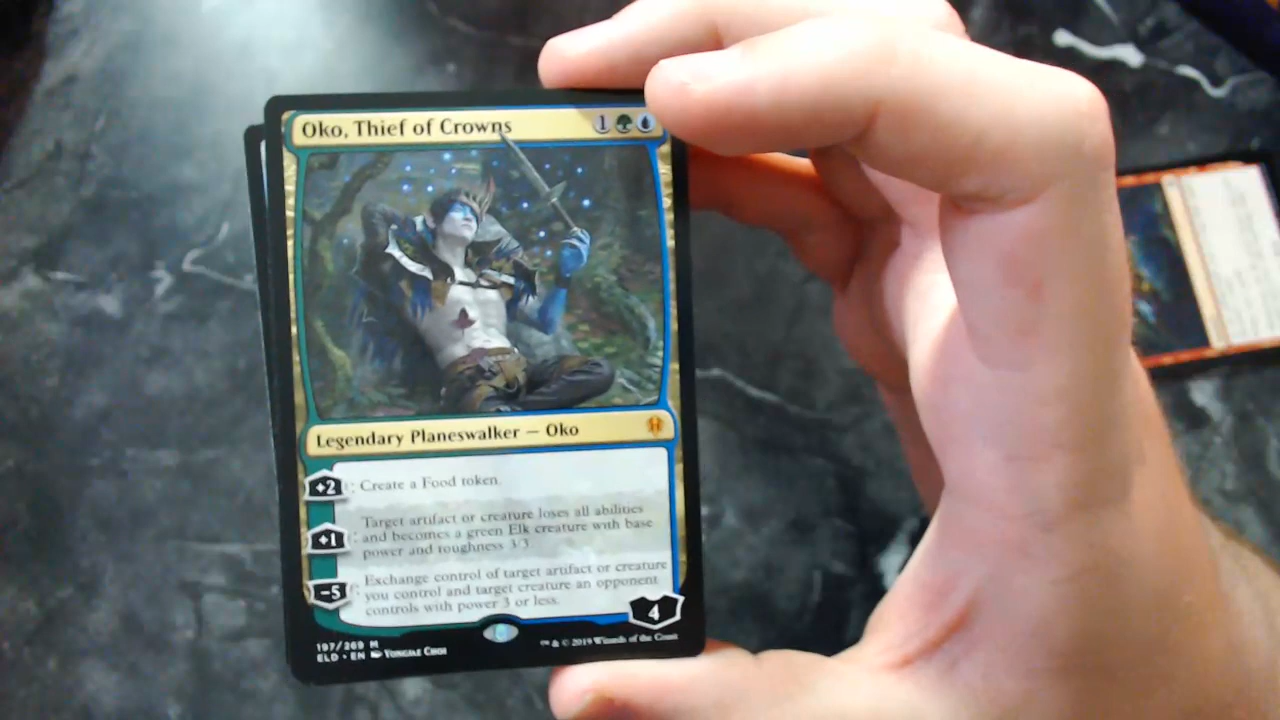 Oko, Thief of Crowns 1
Legendary Planeswalker — Oko
+2: Create a Food token.
Target artifact or creature loses all abilities
+1: and becomes a green Elk creature with base
power and toughness 3/3.
Exchange control of target artifact or creature
-5: you control and target creature an opponent
controls with power 3 or less.
4
197/269 M
ELD • EN Yongjae Choi
™ & © 2019 Wizards of the Coast